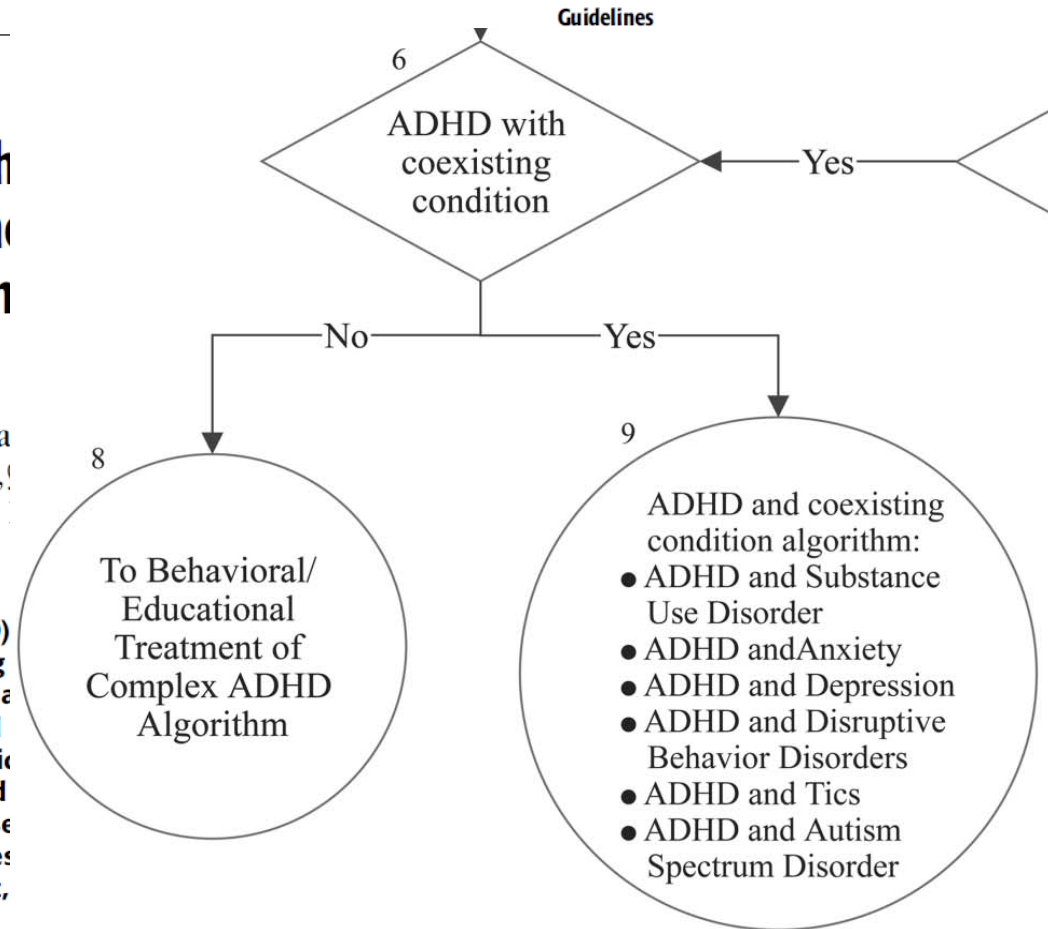 Guidelines
6
ADHD with
coexisting
condition
Yes
No
Yes
8
To Behavioral/
Educational
Treatment of
Complex ADHD
Algorithm
9
ADHD and coexisting
condition algorithm:
● ADHD and Substance
Use Disorder
● ADHD andAnxiety
● ADHD and Depression
● ADHD and Disruptive
Behavior Disorders
● ADHD and Tics
● ADHD and Autism
Spectrum Disorder